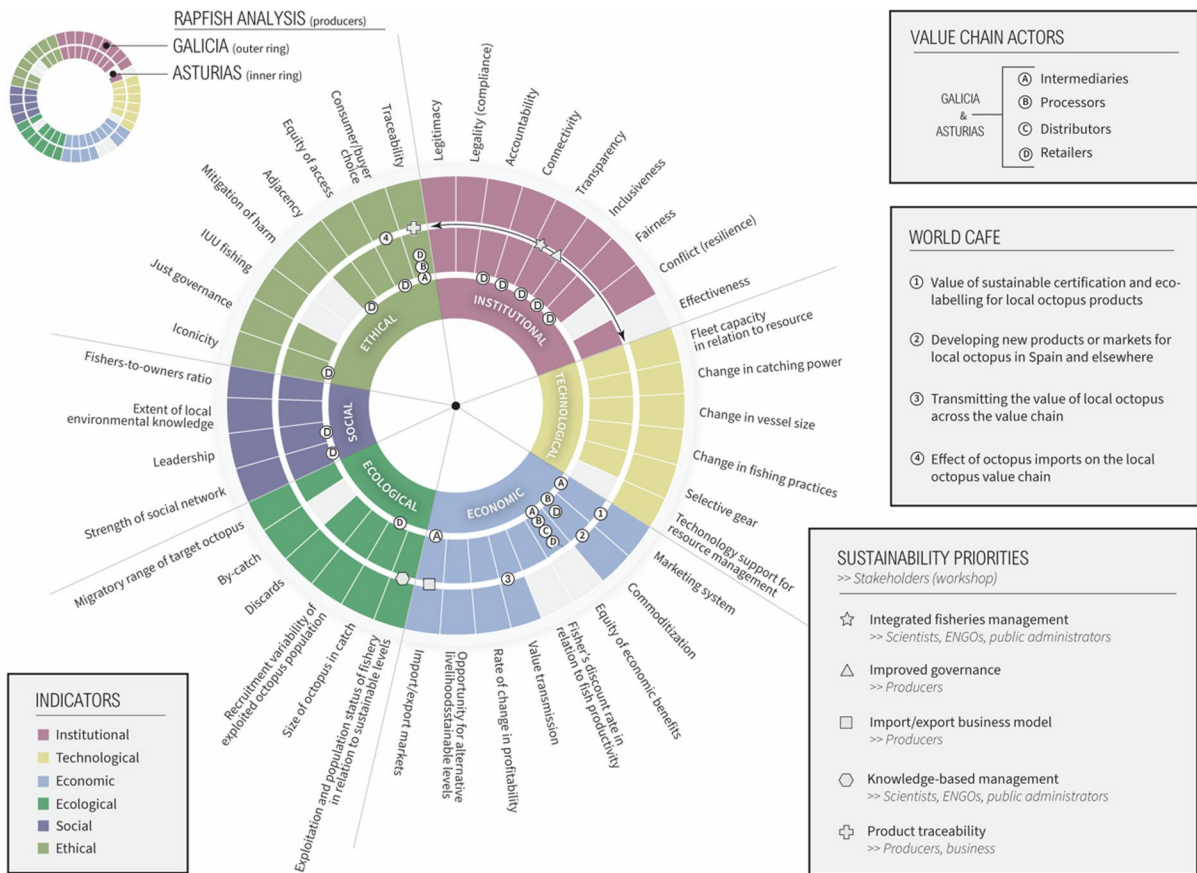 RAPFISH ANALYSIS (producers)
GALICIA (outer ring)
ASTURIAS (inner ring)
Legitimacy
Legality (compliance)
Accountability
Connectivity
Transparency
Inclusiveness
Fairness
Conflict (resilience)
Effectiveness
Fleet capacity
in relation to resource
Change in catching power
Change in vessel size
Change in fishing practices
Selective gear
Techonology support for
resource management
Marketing system
Commoditization
Equity of economic benefits
Fisher's discount rate in
relation to fish productivity
Value transmission
Rate of change in profitability
Opportunity for alternative
livelihoodsstainable levels
Import/export markets
Exploitation and population status of fishery
in relation to sustainable levels
Size of octopus in catch
Recruitment variability of
exploited octopus population
Discards
By-catch
Migratory range of target octopus
Strength of social network
Leadership
Extent of local
environmental knowledge
Fishers-to-owners ratio
Iconicity
Just governance
IUU fishing
Mitigation of harm
Adjacency
Equity of access
Consumer/buyer
choice
Traceability
INSTITUTIONAL
TECHNOLOGICAL
ECONOMIC
ECOLOGICAL
SOCIAL
ETHICAL
4
D
B
A
D
D
D
D
D
D
D
D
D
D
D
A
A
B
D
A
B
C
D
1
2
3
INDICATORS
Institutional
Technological
Economic
Ecological
Social
Ethical
VALUE CHAIN ACTORS
GALICIA
&
ASTURIAS
A Intermediaries
B Processors
C Distributors
D Retailers
WORLD CAFE
1 Value of sustainable certification and eco-
labelling for local octopus products
2 Developing new products or markets for
local octopus in Spain and elsewhere
3 Transmitting the value of local octopus
across the value chain
4 Effect of octopus imports on the local
octopus value chain
SUSTAINABILITY PRIORITIES
>> Stakeholders (workshop)
Integrated fisheries management
>> Scientists, ENGOs, public administrators
Improved governance
>> Producers
Import/export business model
>> Producers
Knowledge-based management
>> Scientists, ENGOs, public administrators
Product traceability
>> Producers, business